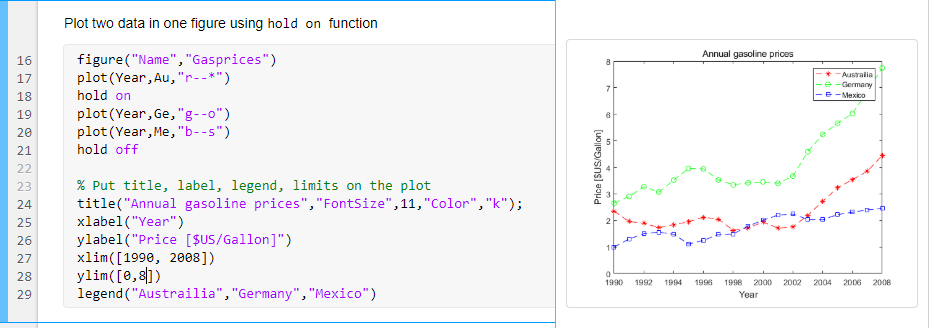 Plot two data in one figure using hold on function
16 figure("Name","Gasprices")
17 plot(Year,Au,"r--*")
18 hold on
19 plot(Year,Ge,"g--o")
20 plot(Year,Me,"b--s")
21 hold off
22
23 % Put title, label, legend, limits on the plot
24 title("Annual gasoline prices","FontSize",11,"Color","k");
25 xlabel("Year")
26 ylabel("Price [$US/Gallon]")
27 xlim([1990, 2008])
28 ylim([0,8])
29 legend("Austrailia","Germany","Mexico")
Annual gasoline prices
8
7
6
5
4
3
2
1
0
Price [$US/Gallon]
Austrailia
Germany
Mexico
1990 1992 1994 1996 1998 2000 2002 2004 2006 2008
Year